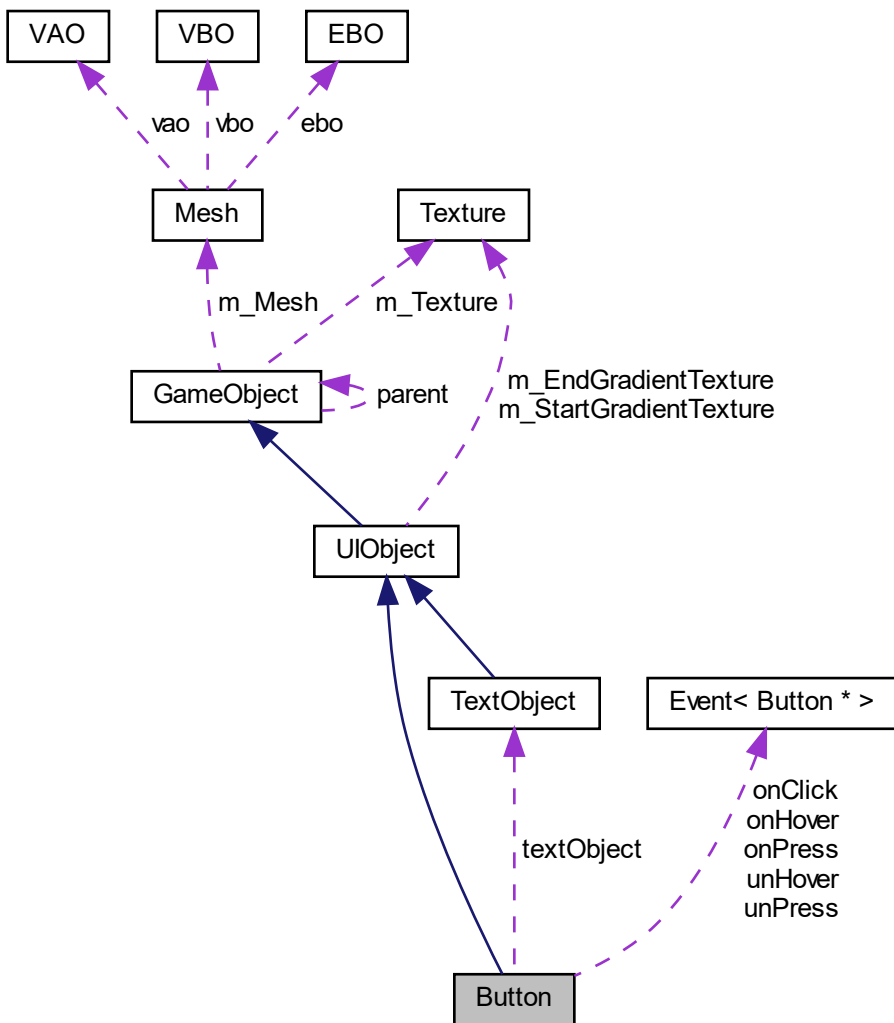 VAO
VBO
EBO
vao
vbo
ebo
Mesh
Texture
m_Mesh
m_Texture
GameObject
parent
m_EndGradientTexture
m_StartGradientTexture
UIObject
TextObject
Event< Button * >
textObject
onClick
onHover
onPress
unHover
unPress
Button